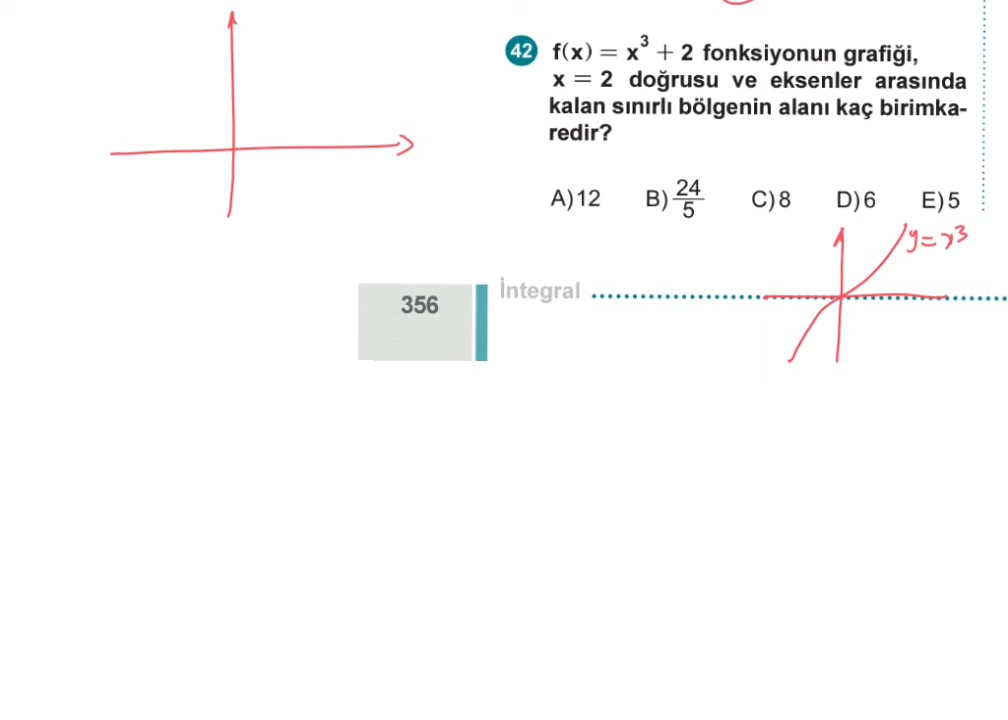 42 f(x) = x³ + 2 fonksiyonun grafiği,
x = 2 doğrusu ve eksenler arasında
kalan sınırlı bölgenin alanı kaç birimka-
redir?
A) 12 B) 24/5 C) 8 D) 6 E) 5
y = x³
İntegral
356